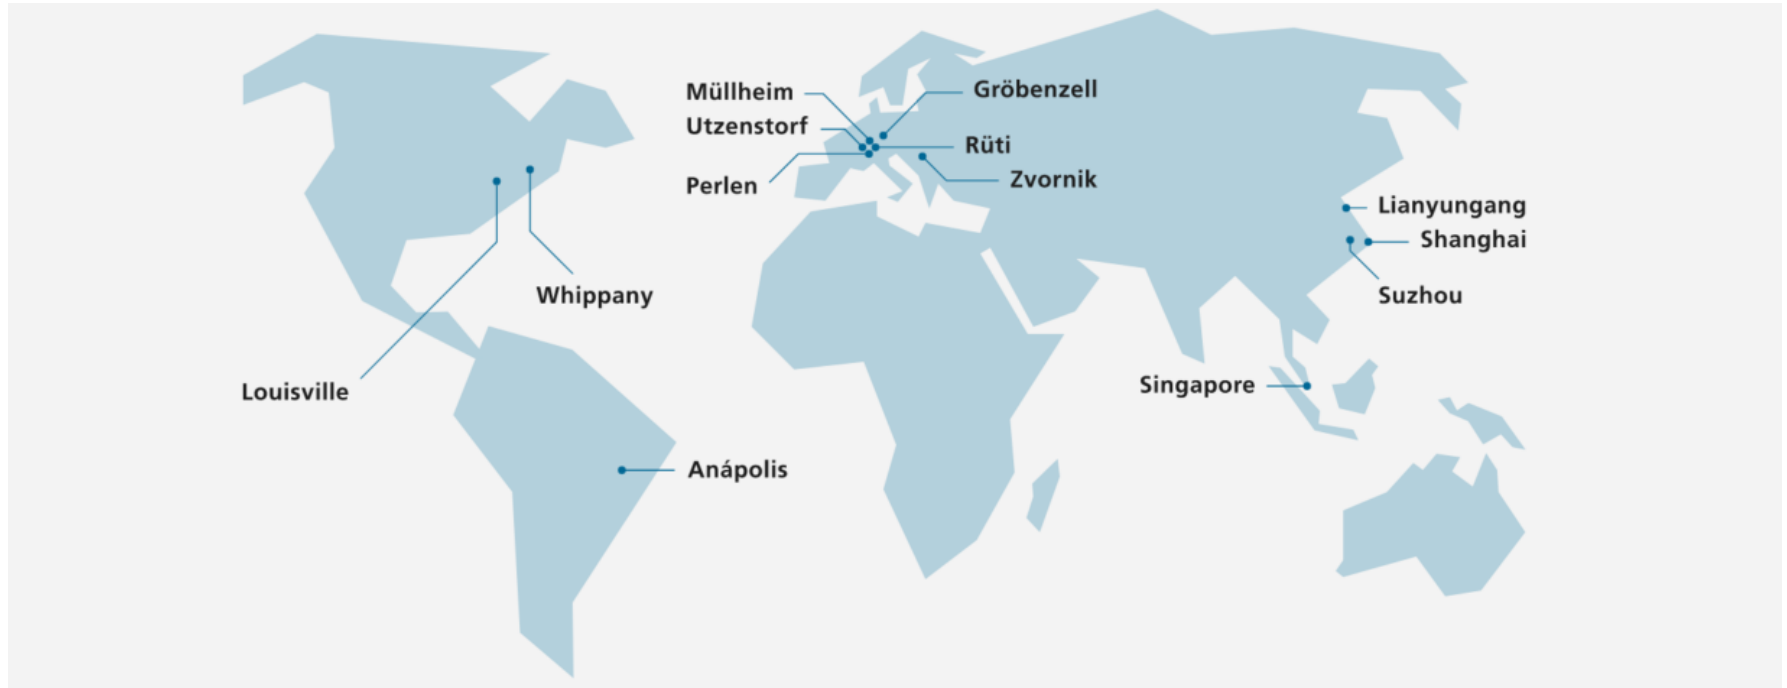 Müllheim
Gröbenzell
Utzenstorf
Rüti
Perlen
Zvornik
Lianyungang
Shanghai
Whippany
Suzhou
Louisville
Singapore
Anápolis